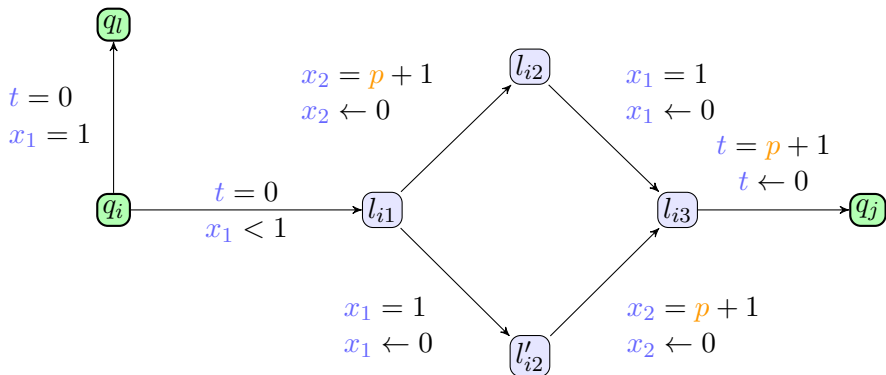 q_l
t = 0
x_1 = 1
q_i
t = 0
x_1 < 1
l_{i1}
x_2 = p + 1
x_2 ← 0
l_{i2}
x_1 = 1
x_1 ← 0
x_1 = 1
x_1 ← 0
l'_{i2}
x_2 = p + 1
x_2 ← 0
l_{i3}
t = p + 1
t ← 0
q_j